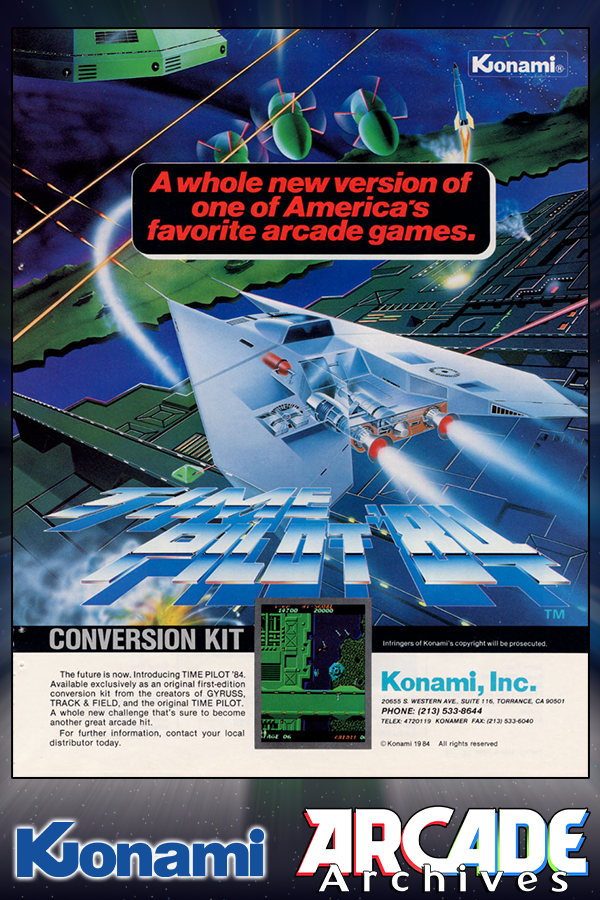 Konami®
A whole new version of
one of America's
favorite arcade games.
TIME
PILOT '84
TM
CONVERSION KIT
Infringers of Konami's copyright will be prosecuted.
The future is now. Introducing TIME PILOT '84.
Available exclusively as an original first-edition
conversion kit from the creators of GYRUSS,
TRACK & FIELD, and the original TIME PILOT.
A whole new challenge that's sure to become
another great arcade hit.
For further information, contact your local
distributor today.
HI-SCORE
14700 20000
CREDIT
Konami, Inc.
20655 S. WESTERN AVE., SUITE 116, TORRANCE, CA 90501
PHONE: (213) 533-8644
TELEX: 4720119 KONAMER FAX: (213) 533-6040
© Konami 1984 All rights reserved
Konami
ARCADE
Archives